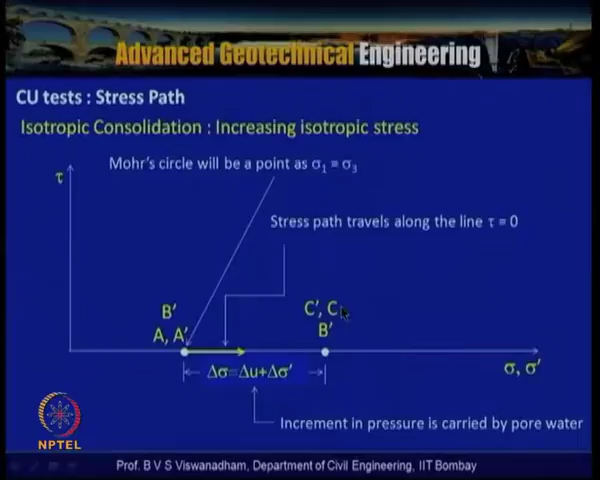 Advanced Geotechnical Engineering
CU tests : Stress Path
Isotropic Consolidation : Increasing isotropic stress
Mohr's circle will be a point as σ₁ = σ₃
τ
Stress path travels along the line τ = 0
B'
A, A'
C', C
B'
Δσ=Δu+Δσ'
σ, σ'
Increment in pressure is carried by pore water
NPTEL
Prof. B V S Viswanadham, Department of Civil Engineering, IIT Bombay